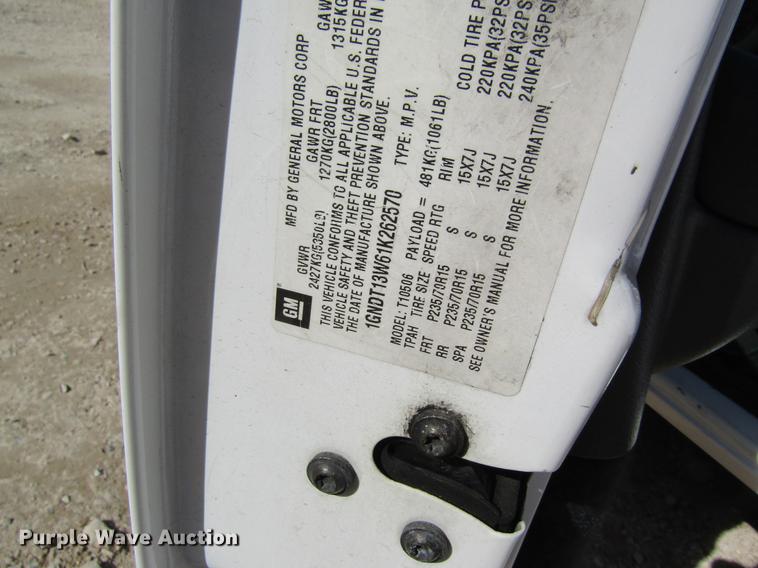 MFD BY GENERAL MOTORS CORP
GVWR GAWR FRT
2427KG(5350LB) 1270KG(2800LB) 1315KG
THIS VEHICLE CONFORMS TO ALL APPLICABLE U.S. FEDER
VEHICLE SAFETY AND THEFT PREVENTION STANDARDS IN
THE DATE OF MANUFACTURE SHOWN ABOVE.
GM
1GNDT13W61K262570 TYPE: M.P.V.
MODEL: T10506 PAYLOAD = 481KG(1061LB)
TPAH TIRE SIZE SPEED RTG RIM COLD TIRE P
FRT P235/70R15 S 15X7J 220KPA(32PS
RR P235/70R15 S 15X7J 220KPA(32PS
SPA P235/70R15 S 15X7J 240KPA(35PSI
SEE OWNER'S MANUAL FOR MORE INFORMATION.
Purple Wave Auction